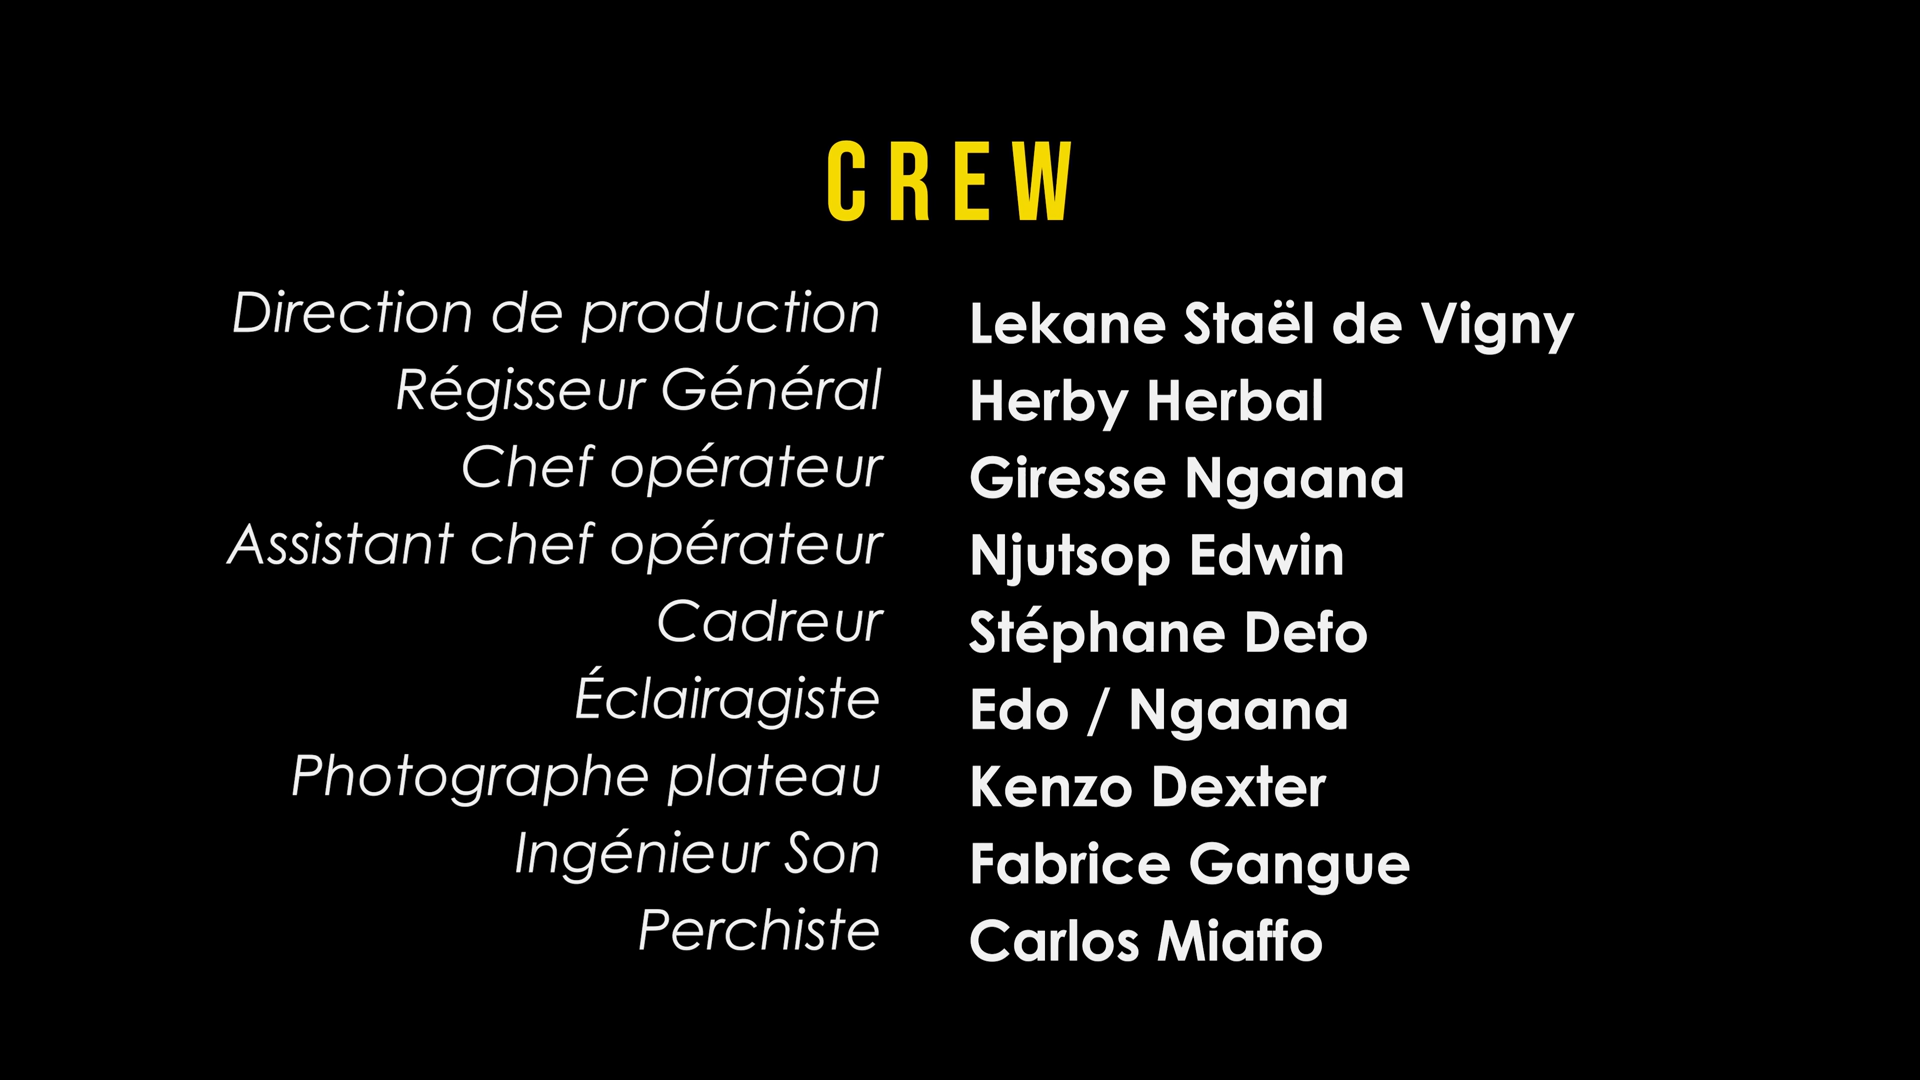 CREW
Direction de production Lekane Staël de Vigny
Régisseur Général Herby Herbal
Chef opérateur Giresse Ngaana
Assistant chef opérateur Njutsop Edwin
Cadreur Stéphane Defo
Éclairagiste Edo / Ngaana
Photographe plateau Kenzo Dexter
Ingénieur Son Fabrice Gangue
Perchiste Carlos Miaffo